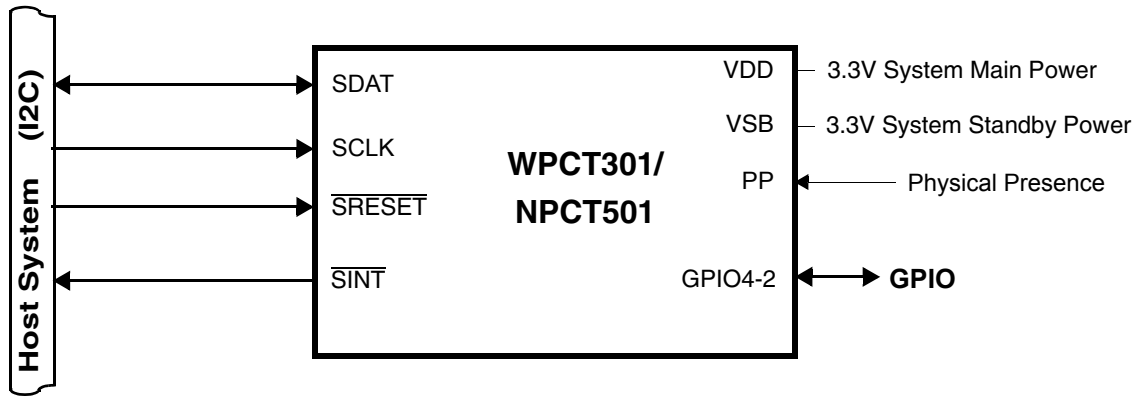 Host System (I2C)
SDAT
SCLK
SRESET
SINT
WPCT301/
NPCT501
VDD
VSB
PP
GPIO4-2
3.3V System Main Power
3.3V System Standby Power
Physical Presence
GPIO